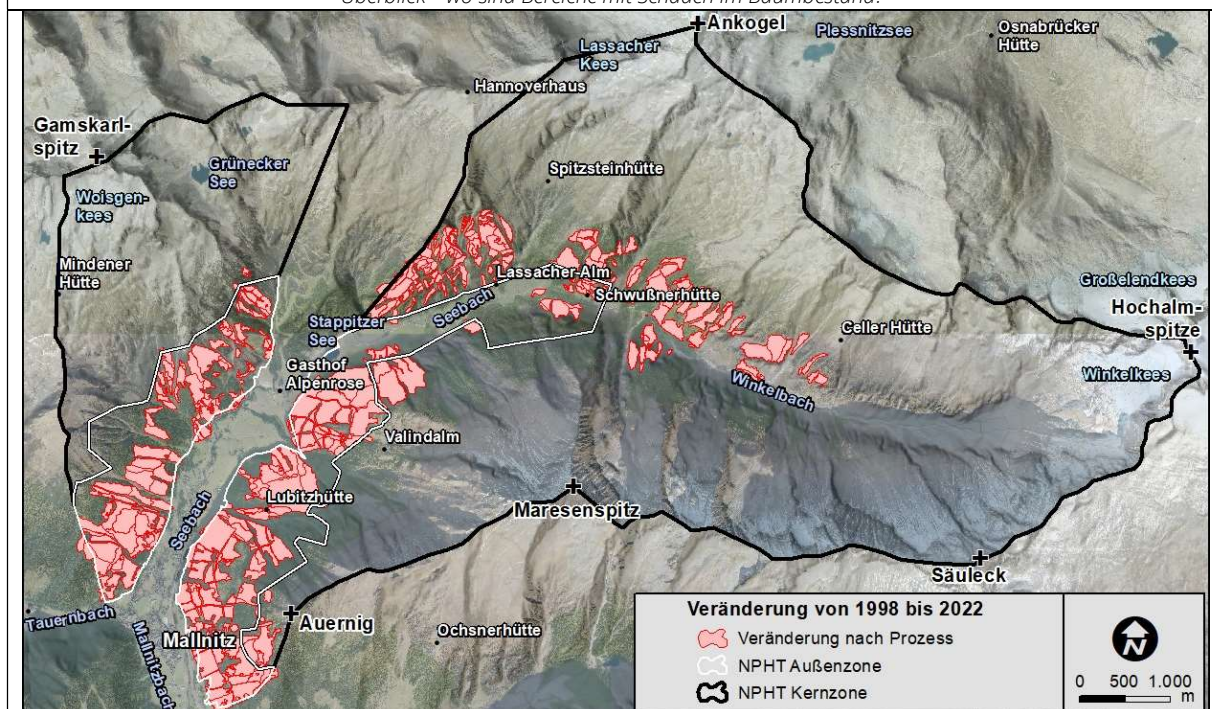 Überblick - Wo sind Bereiche mit Schäden im Baumbestand?
Ankogel
Plessnitzsee
Osnabrücker
Hütte
Lassacher
Kees
Hannoverhaus
Gamskarl-
spitz
Grünecker
See
Spitzsteinhütte
Woisgen-
kees
Mindener
Hütte
Lassacher-Alm
Großelendkees
Seebach
Schwußnerhütte
Hochalm-
spitze
Stappitzer
See
Celler Hütte
Gasthof
Alpenrose
Winkelbach
Winkelkees
Valindalm
Lubitzhütte
Maresenspitz
Seebach
Säuleck
Tauernbach
Mallnitz
Auernig
Ochsnerhütte
Mallnitzbach
Veränderung von 1998 bis 2022
Veränderung nach Prozess
NPHT Außenzone
NPHT Kernzone
N
0 500 1.000
m